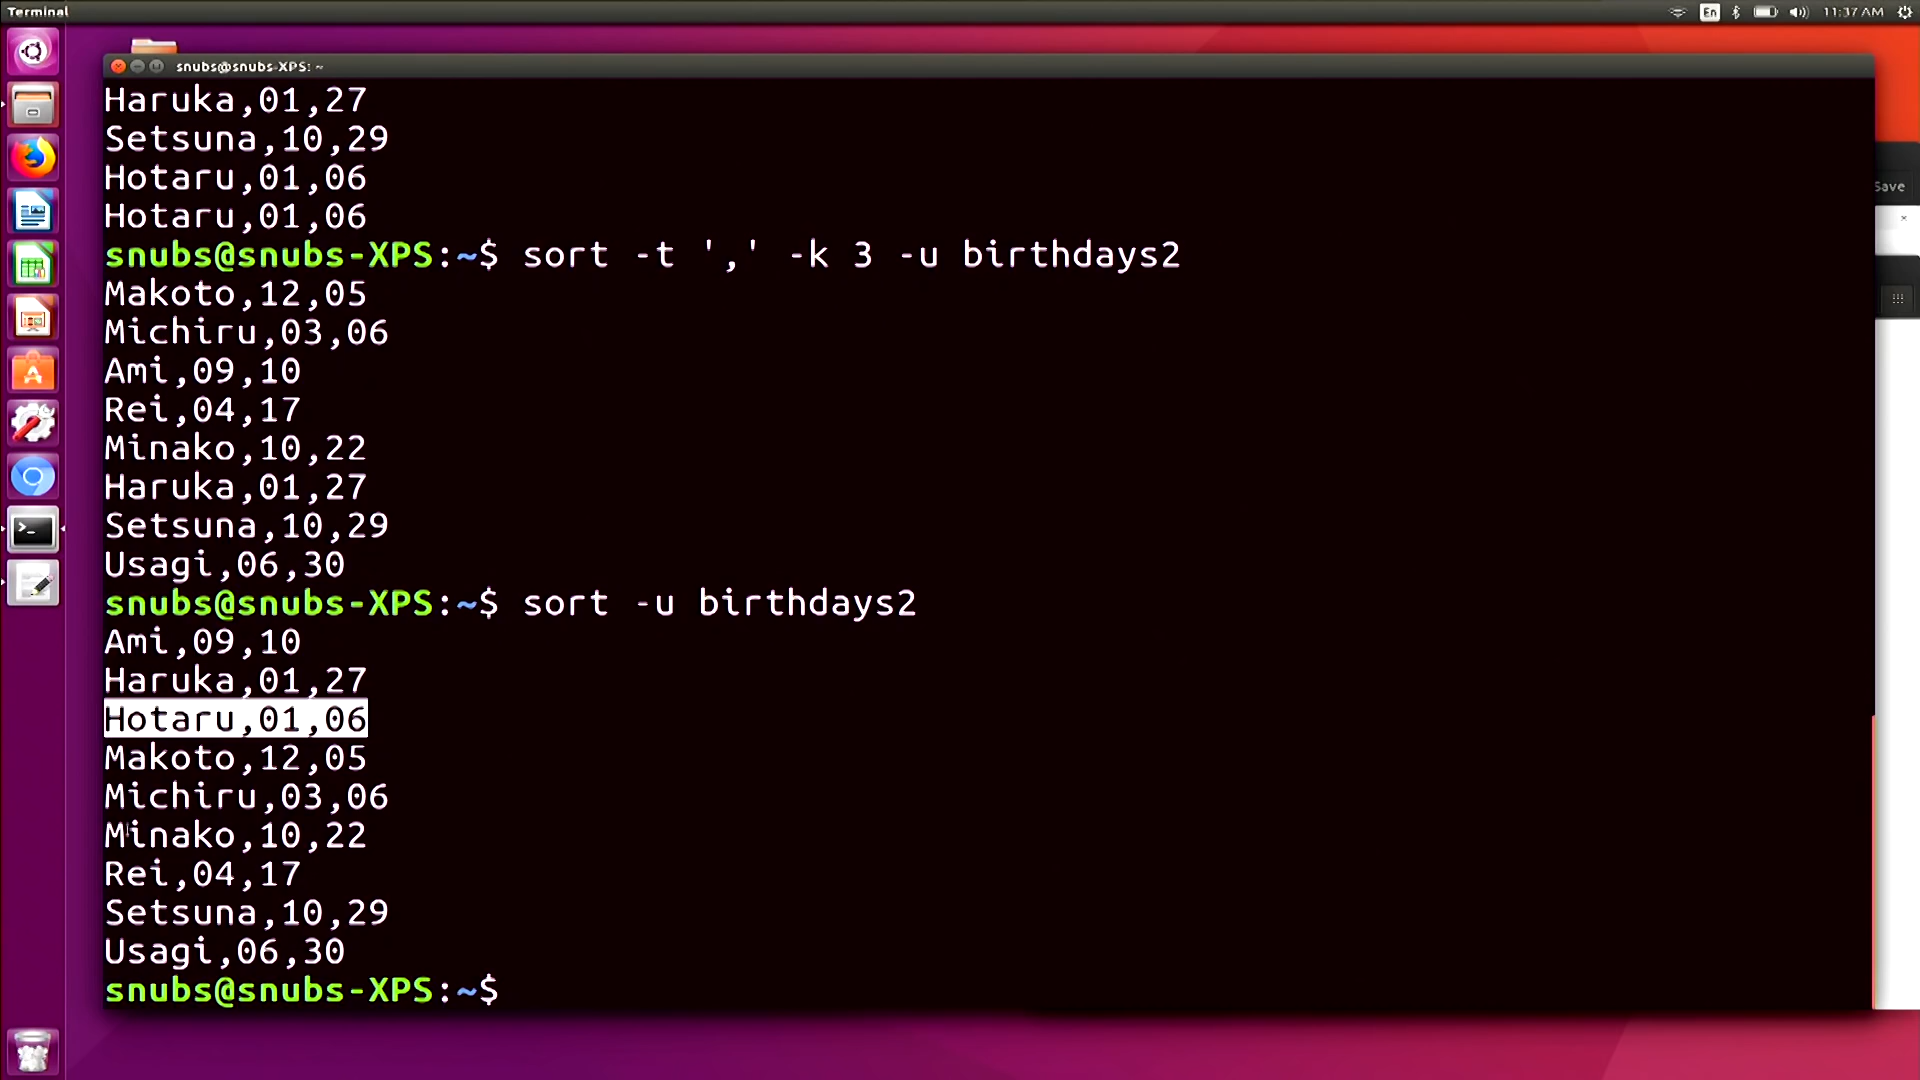 Terminal
En
11:37 AM
snubs@snubs-XPS: ~
Haruka,01,27
Setsuna,10,29
Hotaru,01,06
Hotaru,01,06
snubs@snubs-XPS:~$ sort -t ',' -k 3 -u birthdays2
Makoto,12,05
Michiru,03,06
Ami,09,10
Rei,04,17
Minako,10,22
Haruka,01,27
Setsuna,10,29
Usagi,06,30
snubs@snubs-XPS:~$ sort -u birthdays2
Ami,09,10
Haruka,01,27
Hotaru,01,06
Makoto,12,05
Michiru,03,06
Minako,10,22
Rei,04,17
Setsuna,10,29
Usagi,06,30
snubs@snubs-XPS:~$
Save